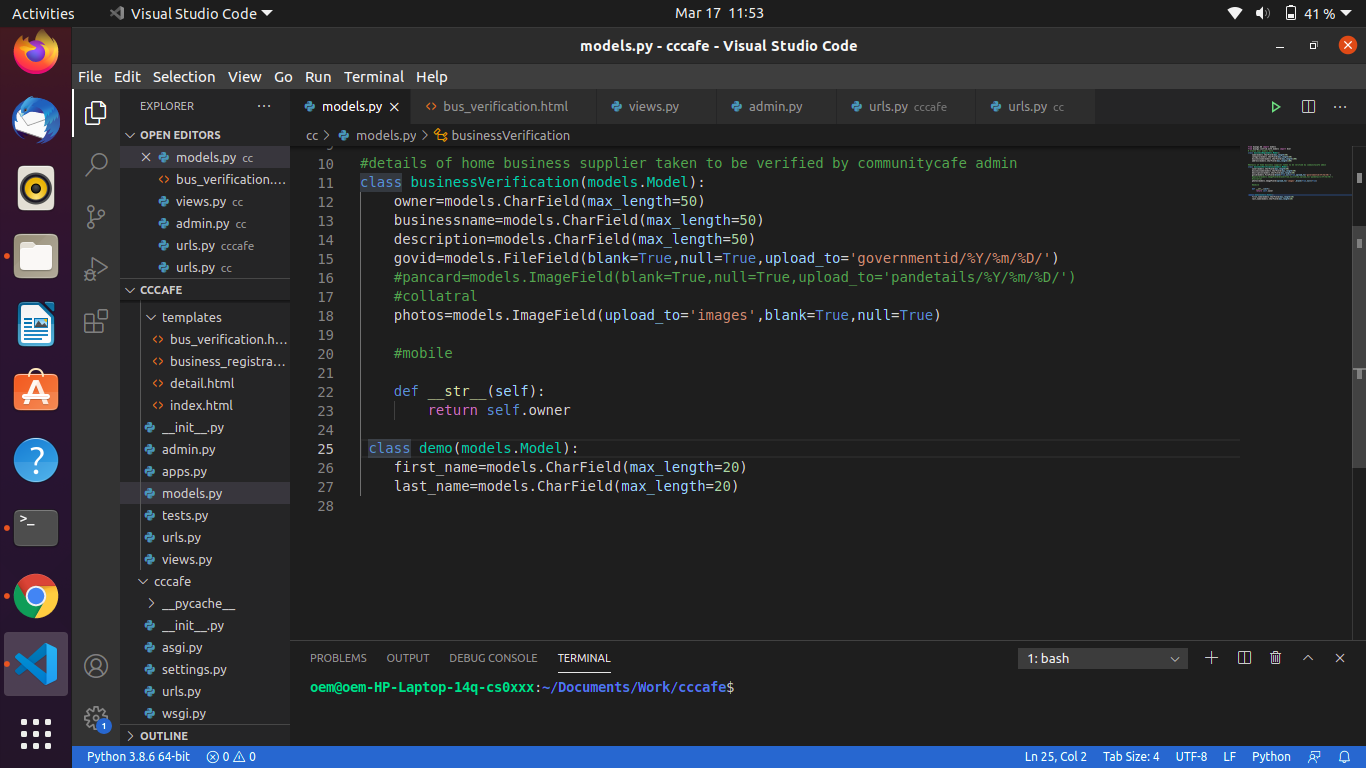 Activities Visual Studio Code Mar 17 11:53 41 %
models.py - cccafe - Visual Studio Code
File Edit Selection View Go Run Terminal Help
EXPLORER ··· models.py bus_verification.html views.py admin.py urls.py cccafe urls.py cc ···
OPEN EDITORS
cc models.py businessVerification
models.py cc
bus_verification....
views.py cc
admin.py cc
urls.py cccafe
urls.py cc
CCCAFE
templates
bus_verification.h...
business_registra...
detail.html
index.html
__init__.py
admin.py
apps.py
models.py
tests.py
urls.py
views.py
cccafe
__pycache__
__init__.py
asgi.py
settings.py
urls.py
wsgi.py
OUTLINE
10 #details of home business supplier taken to be verified by communitycafe admin
11 class businessVerification(models.Model):
12 owner=models.CharField(max_length=50)
13 businessname=models.CharField(max_length=50)
14 description=models.CharField(max_length=50)
15 govid=models.FileField(blank=True,null=True,upload_to='governmentid/%Y/%m/%D/')
16 #pancard=models.ImageField(blank=True,null=True,upload_to='pandetails/%Y/%m/%D/')
17 #collatral
18 photos=models.ImageField(upload_to='images',blank=True,null=True)
19
20 #mobile
21
22 def __str__(self):
23 return self.owner
24
25 class demo(models.Model):
26 first_name=models.CharField(max_length=20)
27 last_name=models.CharField(max_length=20)
28
PROBLEMS OUTPUT DEBUG CONSOLE TERMINAL 1: bash
oem@oem-HP-Laptop-14q-cs0xxx:~/Documents/Work/cccafe$
1
Python 3.8.6 64-bit 0 0 Ln 25, Col 2 Tab Size: 4 UTF-8 LF Python